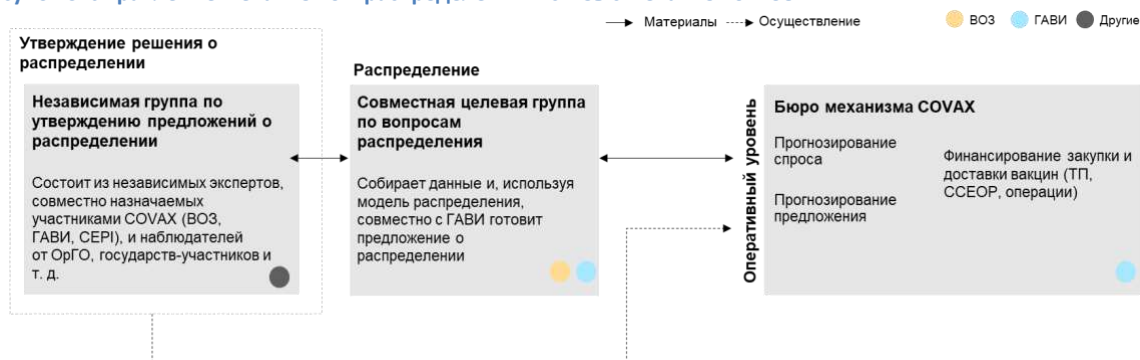 Материалы
Осуществление
ВОЗ
ГАВИ
Другие
Утверждение решения о
распределении
Независимая группа по
утверждению предложений о
распределении
Состоит из независимых экспертов,
совместно назначаемых
участниками COVAX (ВОЗ,
ГАВИ, CEPI), и наблюдателей
от ОрГО, государств-участников и
т. д.
Распределение
Совместная целевая группа
по вопросам
распределения
Собирает данные и, используя
модель распределения,
совместно с ГАВИ готовит
предложение о
распределении
Оперативный уровень
Бюро механизма COVAX
Прогнозирование
спроса
Прогнозирование
предложения
Финансирование закупки и
доставки вакцин (ТП,
ССЕОР, операции)